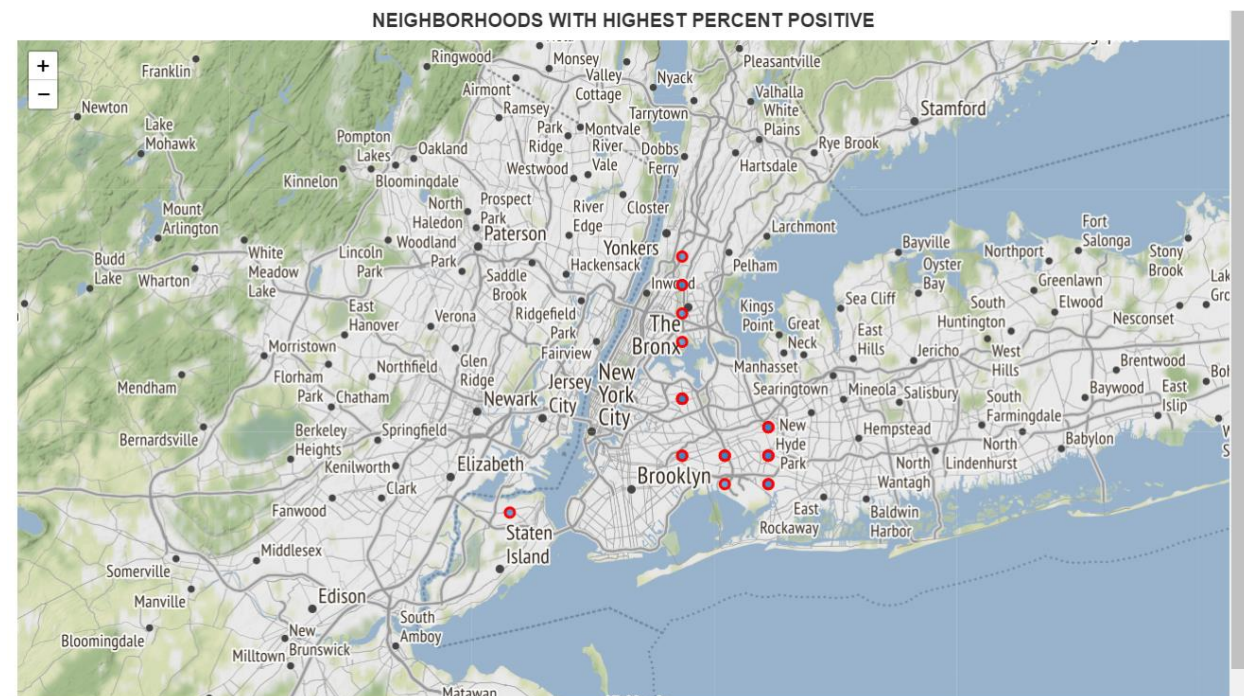 NEIGHBORHOODS WITH HIGHEST PERCENT POSITIVE
+
−
Franklin
Ringwood
Monsey
Pleasantville
Airmont
Valley
Cottage
Nyack
Valhalla
Newton
Ramsey
Tarrytown
White
Plains
Stamford
Lake
Mohawk
Pompton
Lakes
Oakland
Park
Ridge
Montvale
River
Vale
Dobbs
Ferry
Rye Brook
Hartsdale
Kinnelon
Bloomingdale
Westwood
Mount
Arlington
North
Haledon
Prospect
Park
River
Edge
Closter
Larchmont
Fort
Salonga
Budd
Lake
Wharton
White
Meadow
Lake
Lincoln
Park
Woodland
Park
Paterson
Yonkers
Hackensack
Pelham
Bayville
Oyster
Bay
Northport
Stony
Brook
Saddle
Brook
Inwood
Greenlawn
East
Hanover
Verona
Ridgefield
Park
The
Bronx
Kings
Point
Great
Neck
Sea Cliff
South
Huntington
Elwood
Nesconset
Morristown
Fairview
Manhasset
East
Hills
Jericho
West
Hills
Brentwood
Mendham
Florham
Park
Northfield
Chatham
Glen
Ridge
Newark
Jersey
City
New
York
City
Searingtown
Mineola
Salisbury
South
Farmingdale
Baywood
East
Islip
Bernardsville
Berkeley
Heights
Springfield
New
Hyde
Park
Hempstead
North
Lindenhurst
Babylon
Kenilworth
Elizabeth
Brooklyn
North
Wantagh
Fanwood
Clark
East
Rockaway
Baldwin
Harbor
Staten
Island
Middlesex
Somerville
Manville
Edison
South
Amboy
Bloomingdale
New
Brunswick
Milltown
Matawan